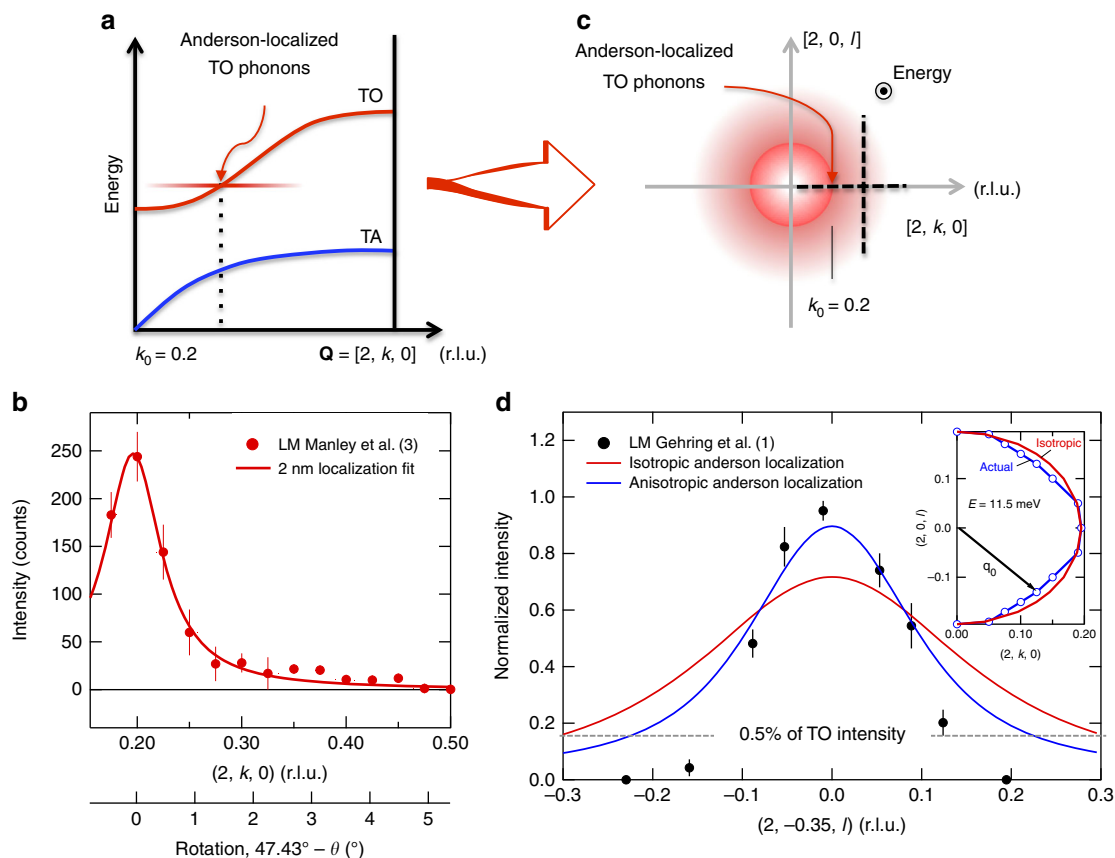 a
Anderson-localized
TO phonons
TO
TA
Energy
k0 = 0.2
Q = [2, k, 0]
(r.l.u.)
c
Anderson-localized
TO phonons
[2, 0, l]
Energy
(r.l.u.)
[2, k, 0]
k0 = 0.2
b
LM Manley et al. (3)
2 nm localization fit
Intensity (counts)
250
200
150
100
50
0
0.20 0.30 0.40 0.50
(2, k, 0) (r.l.u.)
0 1 2 1 3 4 5
Rotation, 47.43° – θ (°)
d
LM Gehring et al. (1)
Isotropic anderson localization
Anisotropic anderson localization
Normalized intensity
1.2
1.0
0.8
0.6
0.4
0.2
0.0
0.5% of TO intensity
–0.3 –0.2 –0.1 0.0 0.1 0.2 0.3
(2, –0.35, l) (r.l.u.)
Isotropic
Actual
E = 11.5 meV
q0
(2, 0, l)
0.1
0.0
–0.1
0.00 0.10 0.20
(2, k, 0)